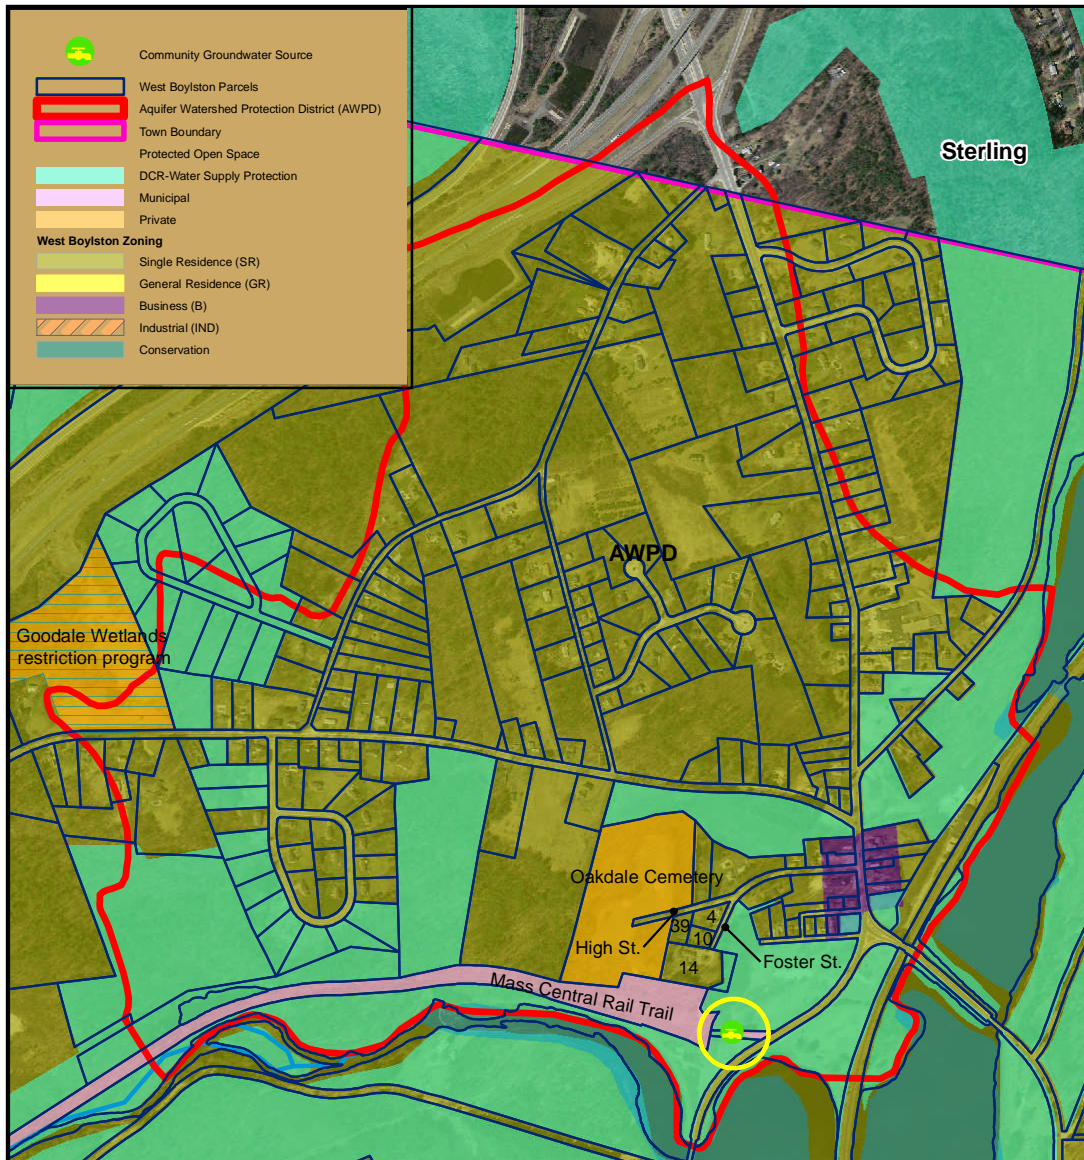 Community Groundwater Source
West Boylston Parcels
Aquifer Watershed Protection District (AWPD)
Town Boundary
Protected Open Space
DCR-Water Supply Protection
Municipal
Private
West Boylston Zoning
Single Residence (SR)
General Residence (GR)
Business (B)
Industrial (IND)
Conservation
Sterling
AWPD
Goodale Wetlands
restriction program
Oakdale Cemetery
4
39
10
High St.
Foster St.
14
Mass Central Rail Trail